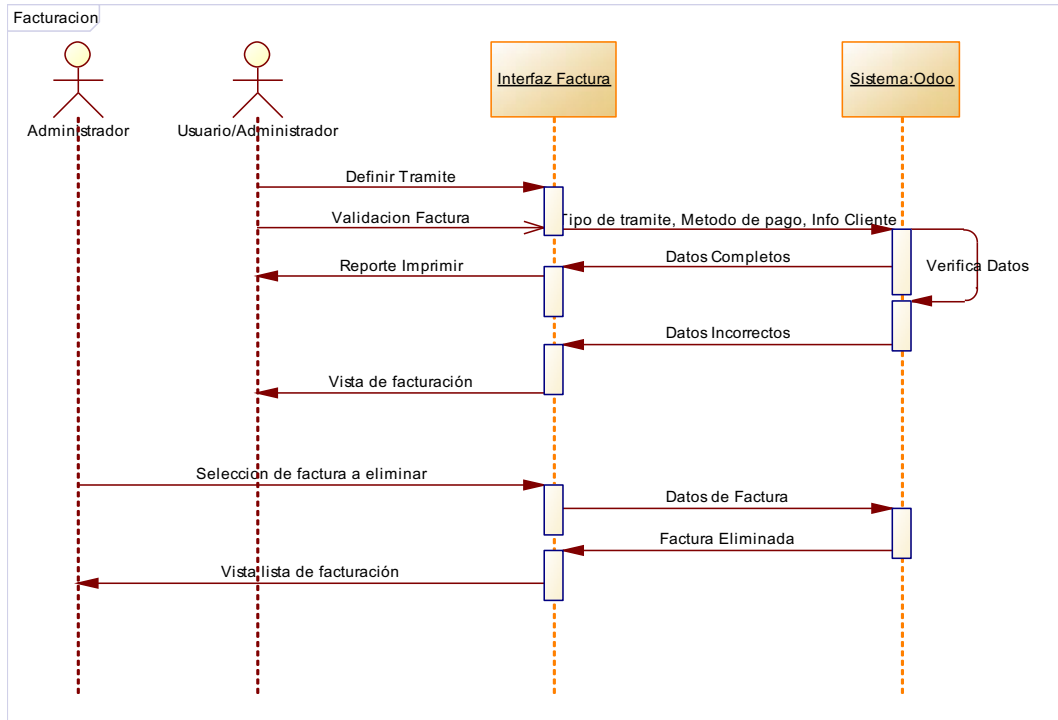 Facturacion
Interfaz Factura
Sistema:Odoo
Administrador
Usuario/Administrador
Definir Tramite
Validacion Factura
Tipo de tramite, Metodo de pago, Info Cliente
Datos Completos
Verifica Datos
Reporte Imprimir
Datos Incorrectos
Vista de facturación
Seleccion de factura a eliminar
Datos de Factura
Factura Eliminada
Vista lista de facturación